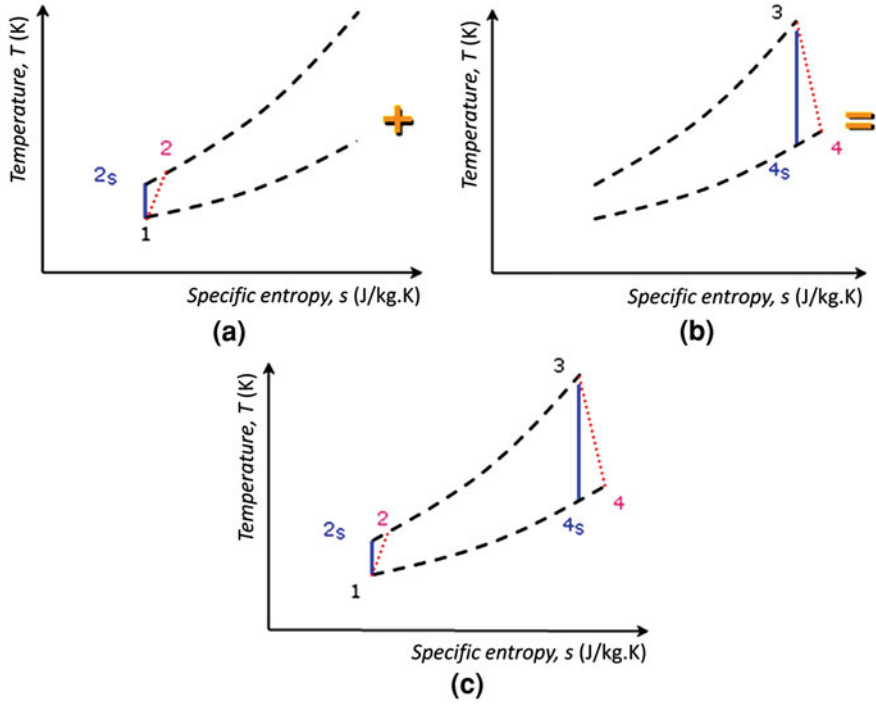 Temperature, T (K)
2
2s
1
Specific entropy, s (J/kg.K)
(a)
+
Temperature, T (K)
3
4s
4
Specific entropy, s (J/kg.K)
(b)
=
Temperature, T (K)
3
2
2s
1
4s
4
Specific entropy, s (J/kg.K)
(c)